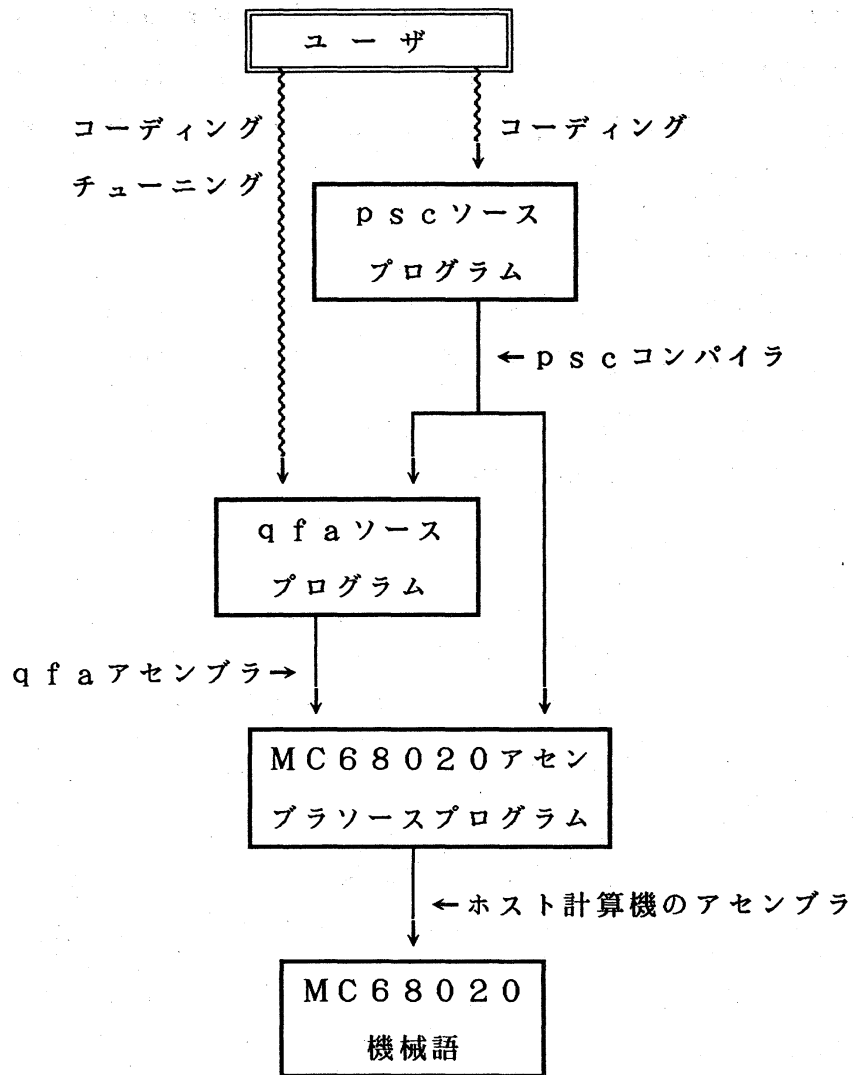 ユーザ
コーディング
チューニング
コーディング
ｐｓｃソース
プログラム
←ｐｓｃコンパイラ
ｑｆａソース
プログラム
ｑｆａアセンブラ→
ＭＣ６８０２０アセン
ブラソースプログラム
←ホスト計算機のアセンブラ
ＭＣ６８０２０
機械語